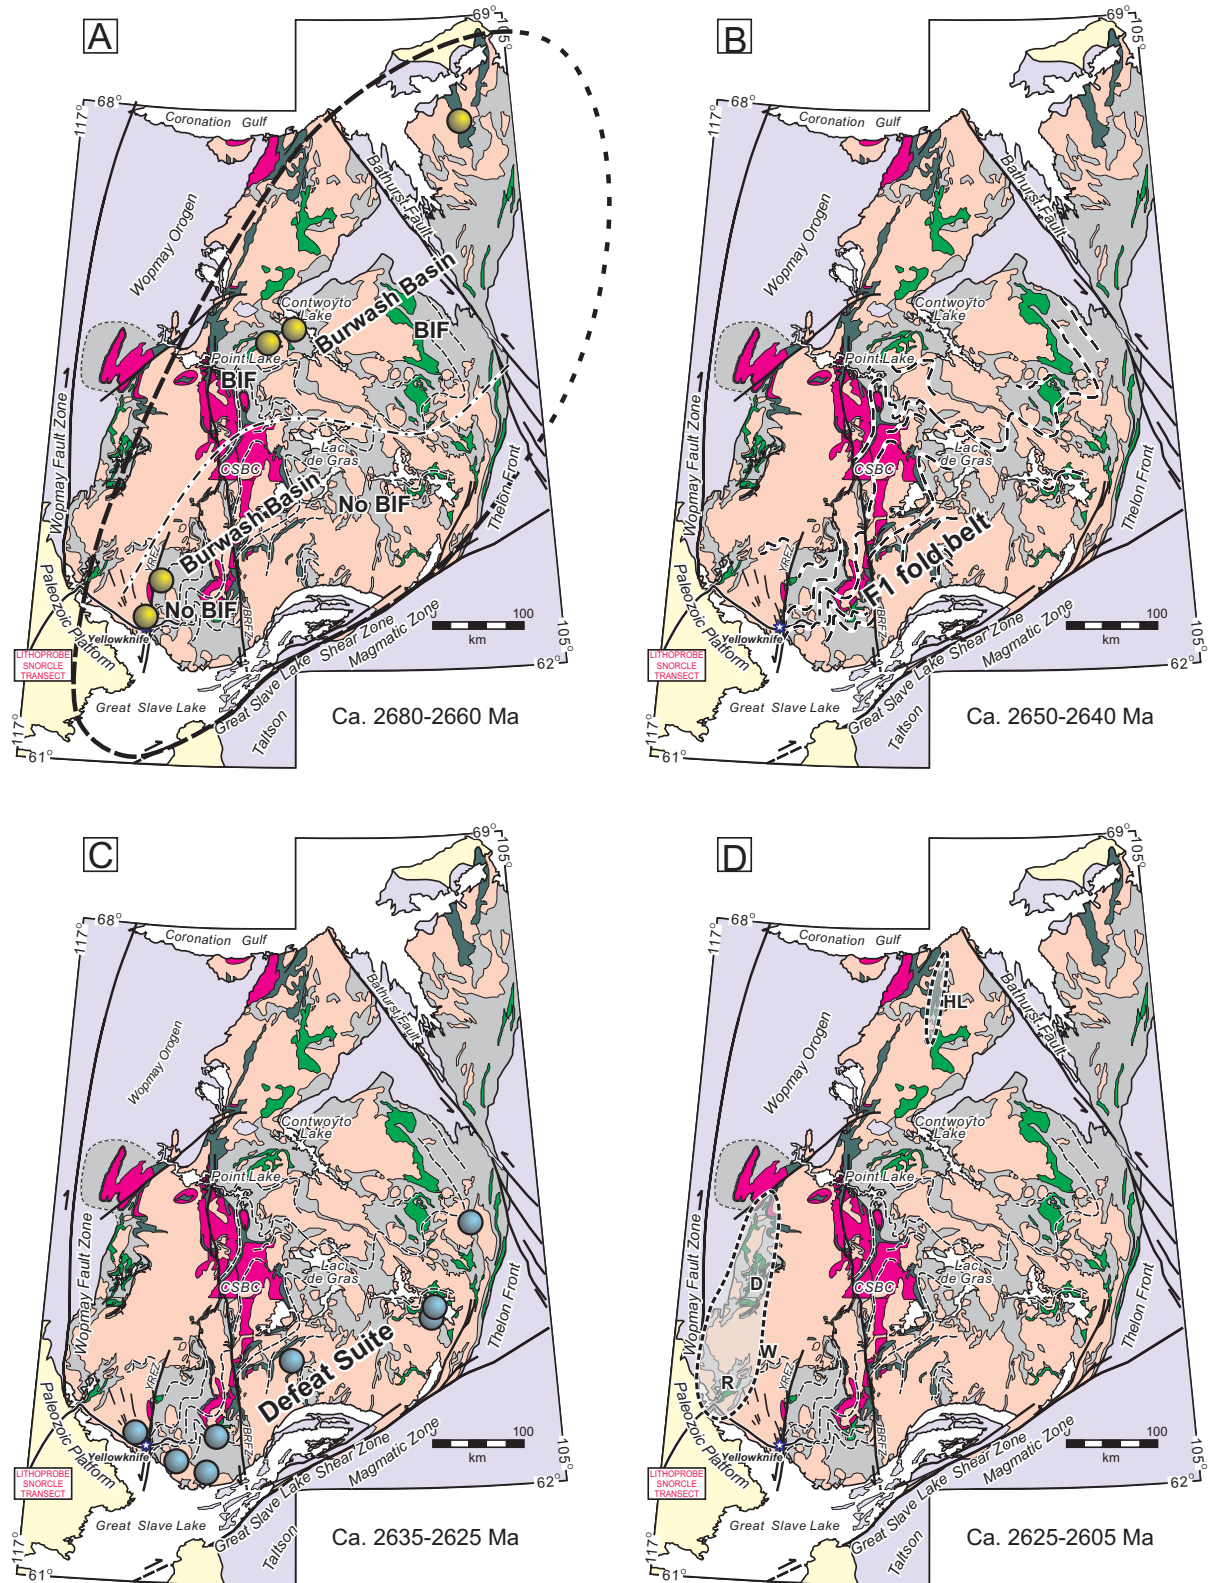 A
69°
105°
68°
117°
Coronation Gulf
Bathurst Fault
Wopmay Orogen
Contwoyto
Lake
Burwash Basin
BIF
Point Lake
BIF
Wopmay Fault Zone
Lac
de Gras
CSBC
No BIF
Burwash Basin
Thelon Front
YREZ
No BIF
BRFZ
Paleozoic Platform
Yellowknife
100
km
LITHOPROBE
SNORCLE
TRANSECT
Great Slave Lake Shear Zone
Magmatic Zone
Taltson
Great Slave Lake
105°
62°
117°
61°
Ca. 2680-2660 Ma
B
69°
105°
68°
117°
Coronation Gulf
Bathurst Fault
Wopmay Orogen
Contwoyto
Lake
Point Lake
Wopmay Fault Zone
Lac
de Gras
CSBC
Thelon Front
YREZ
F1 fold belt
BRFZ
Paleozoic Platform
Yellowknife
100
km
LITHOPROBE
SNORCLE
TRANSECT
Great Slave Lake Shear Zone
Magmatic Zone
Taltson
Great Slave Lake
105°
62°
117°
61°
Ca. 2650-2640 Ma
C
69°
105°
68°
117°
Coronation Gulf
Bathurst Fault
Wopmay Orogen
Contwoyto
Lake
Point Lake
Wopmay Fault Zone
Lac
de Gras
CSBC
Thelon Front
Defeat Suite
YREZ
BRFZ
Paleozoic Platform
Yellowknife
100
km
LITHOPROBE
SNORCLE
TRANSECT
Great Slave Lake Shear Zone
Magmatic Zone
Taltson
Great Slave Lake
105°
62°
117°
61°
Ca. 2635-2625 Ma
D
69°
105°
68°
117°
Coronation Gulf
HL
Bathurst Fault
Wopmay Orogen
Contwoyto
Lake
Point Lake
Wopmay Fault Zone
Lac
de Gras
CSBC
D
W
R
Thelon Front
YREZ
BRFZ
Paleozoic Platform
Yellowknife
100
km
LITHOPROBE
SNORCLE
TRANSECT
Great Slave Lake Shear Zone
Magmatic Zone
Taltson
Great Slave Lake
105°
62°
117°
61°
Ca. 2625-2605 Ma